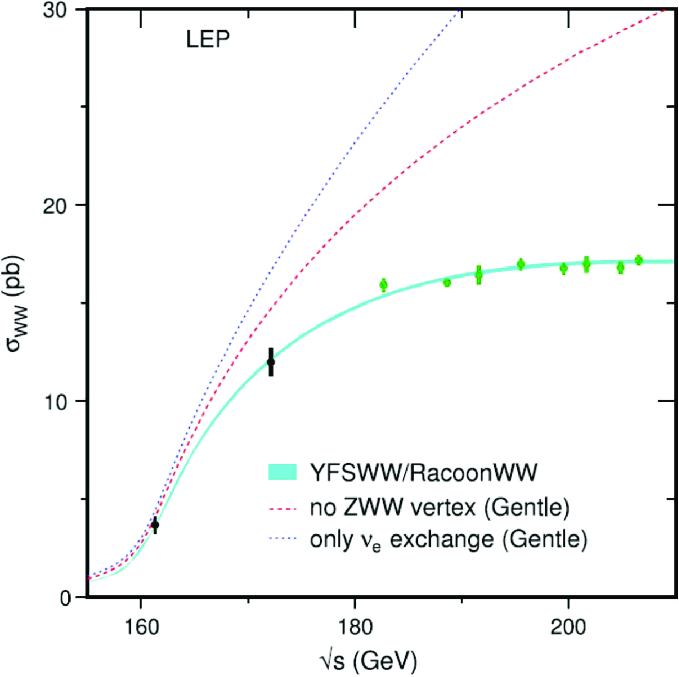 30
LEP
20
σWW (pb)
10
YFSWW/RacoonWW
no ZWW vertex (Gentle)
only νe exchange (Gentle)
0
160 180 200
√s (GeV)